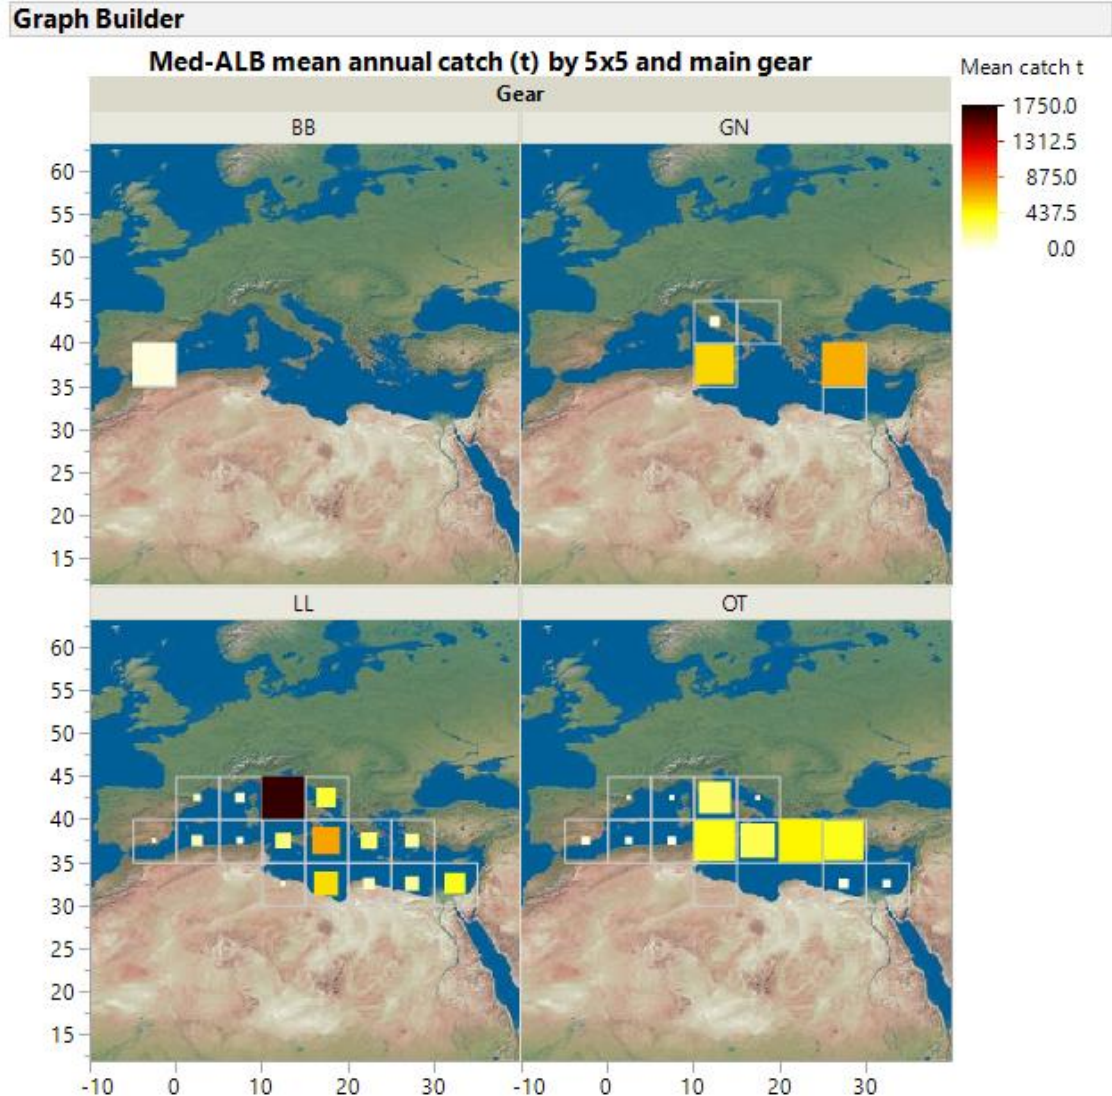 Graph Builder
Med-ALB mean annual catch (t) by 5x5 and main gear
Mean catch t
Gear
BB
GN
1750.0
1312.5
875.0
437.5
0.0
60
55
50
45
40
35
30
25
20
15
LL
OT
60
55
50
45
40
35
30
25
20
15
-10 0 10 20 30 -10 0 10 20 30